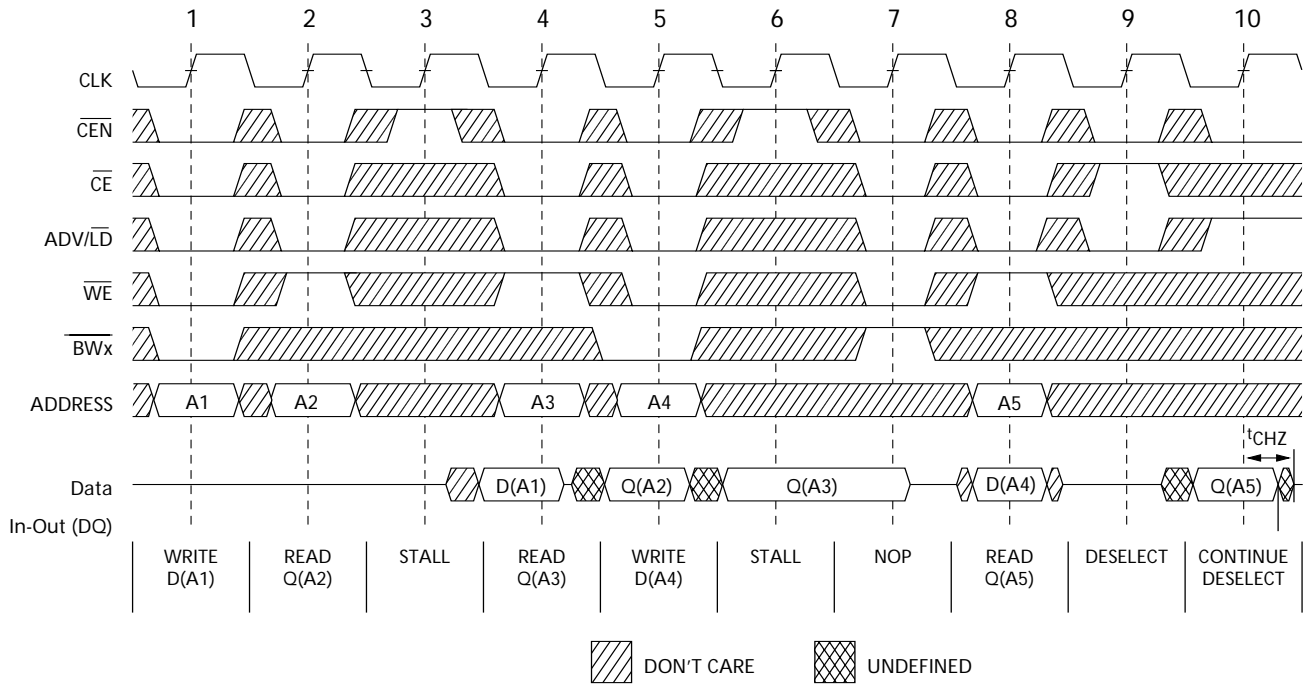 1 2 3 4 5 6 7 8 9 10
CLK
CEN
CE
ADV/LD
WE
BWx
ADDRESS A1 A2 A3 A4 A5
tCHZ
Data D(A1) Q(A2) Q(A3) D(A4) Q(A5)
In-Out (DQ)
WRITE READ STALL READ WRITE STALL NOP READ DESELECT CONTINUE
D(A1) Q(A2) Q(A3) D(A4) Q(A5) DESELECT
DON'T CARE UNDEFINED